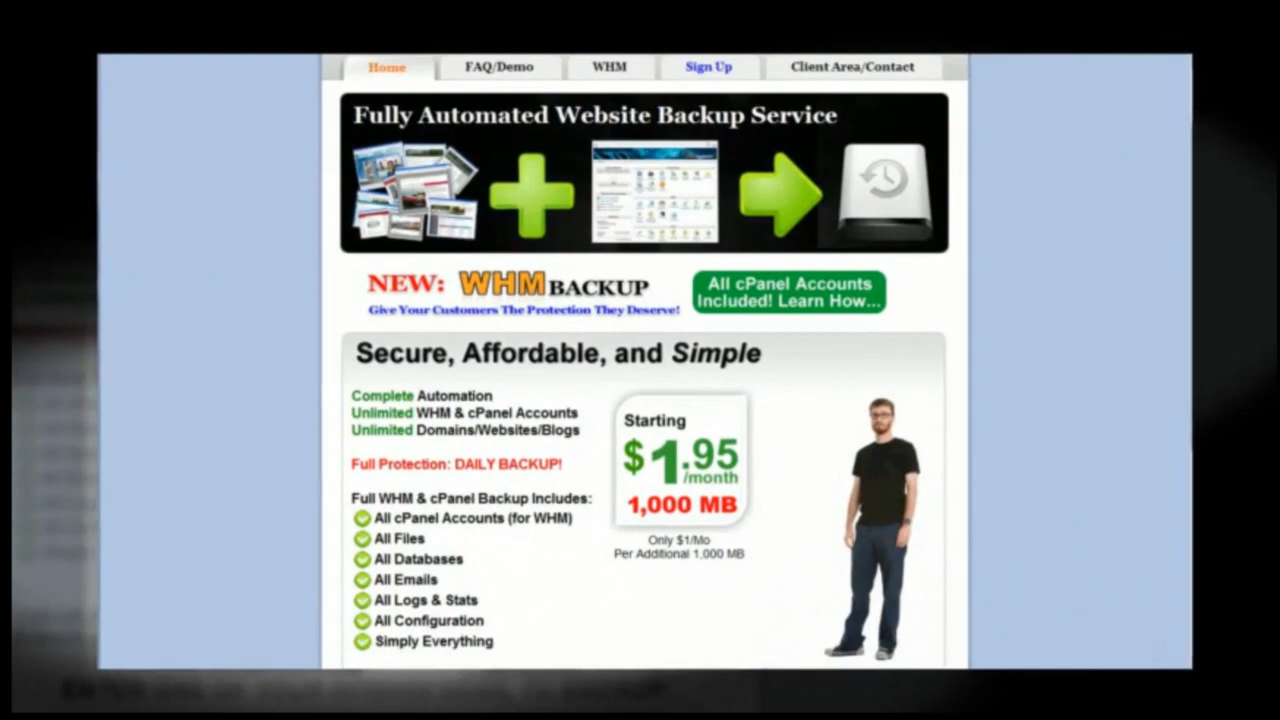 Home
FAQ/Demo
WHM
Sign Up
Client Area/Contact
Fully Automated Website Backup Service
NEW: WHM BACKUP
Give Your Customers The Protection They Deserve!
All cPanel Accounts
Included! Learn How...
Secure, Affordable, and Simple
Complete Automation
Unlimited WHM & cPanel Accounts
Unlimited Domains/Websites/Blogs
Full Protection: DAILY BACKUP!
Full WHM & cPanel Backup Includes:
All cPanel Accounts (for WHM)
All Files
All Databases
All Emails
All Logs & Stats
All Configuration
Simply Everything
Starting
$1.95
/month
1,000 MB
Only $1/Mo
Per Additional 1,000 MB